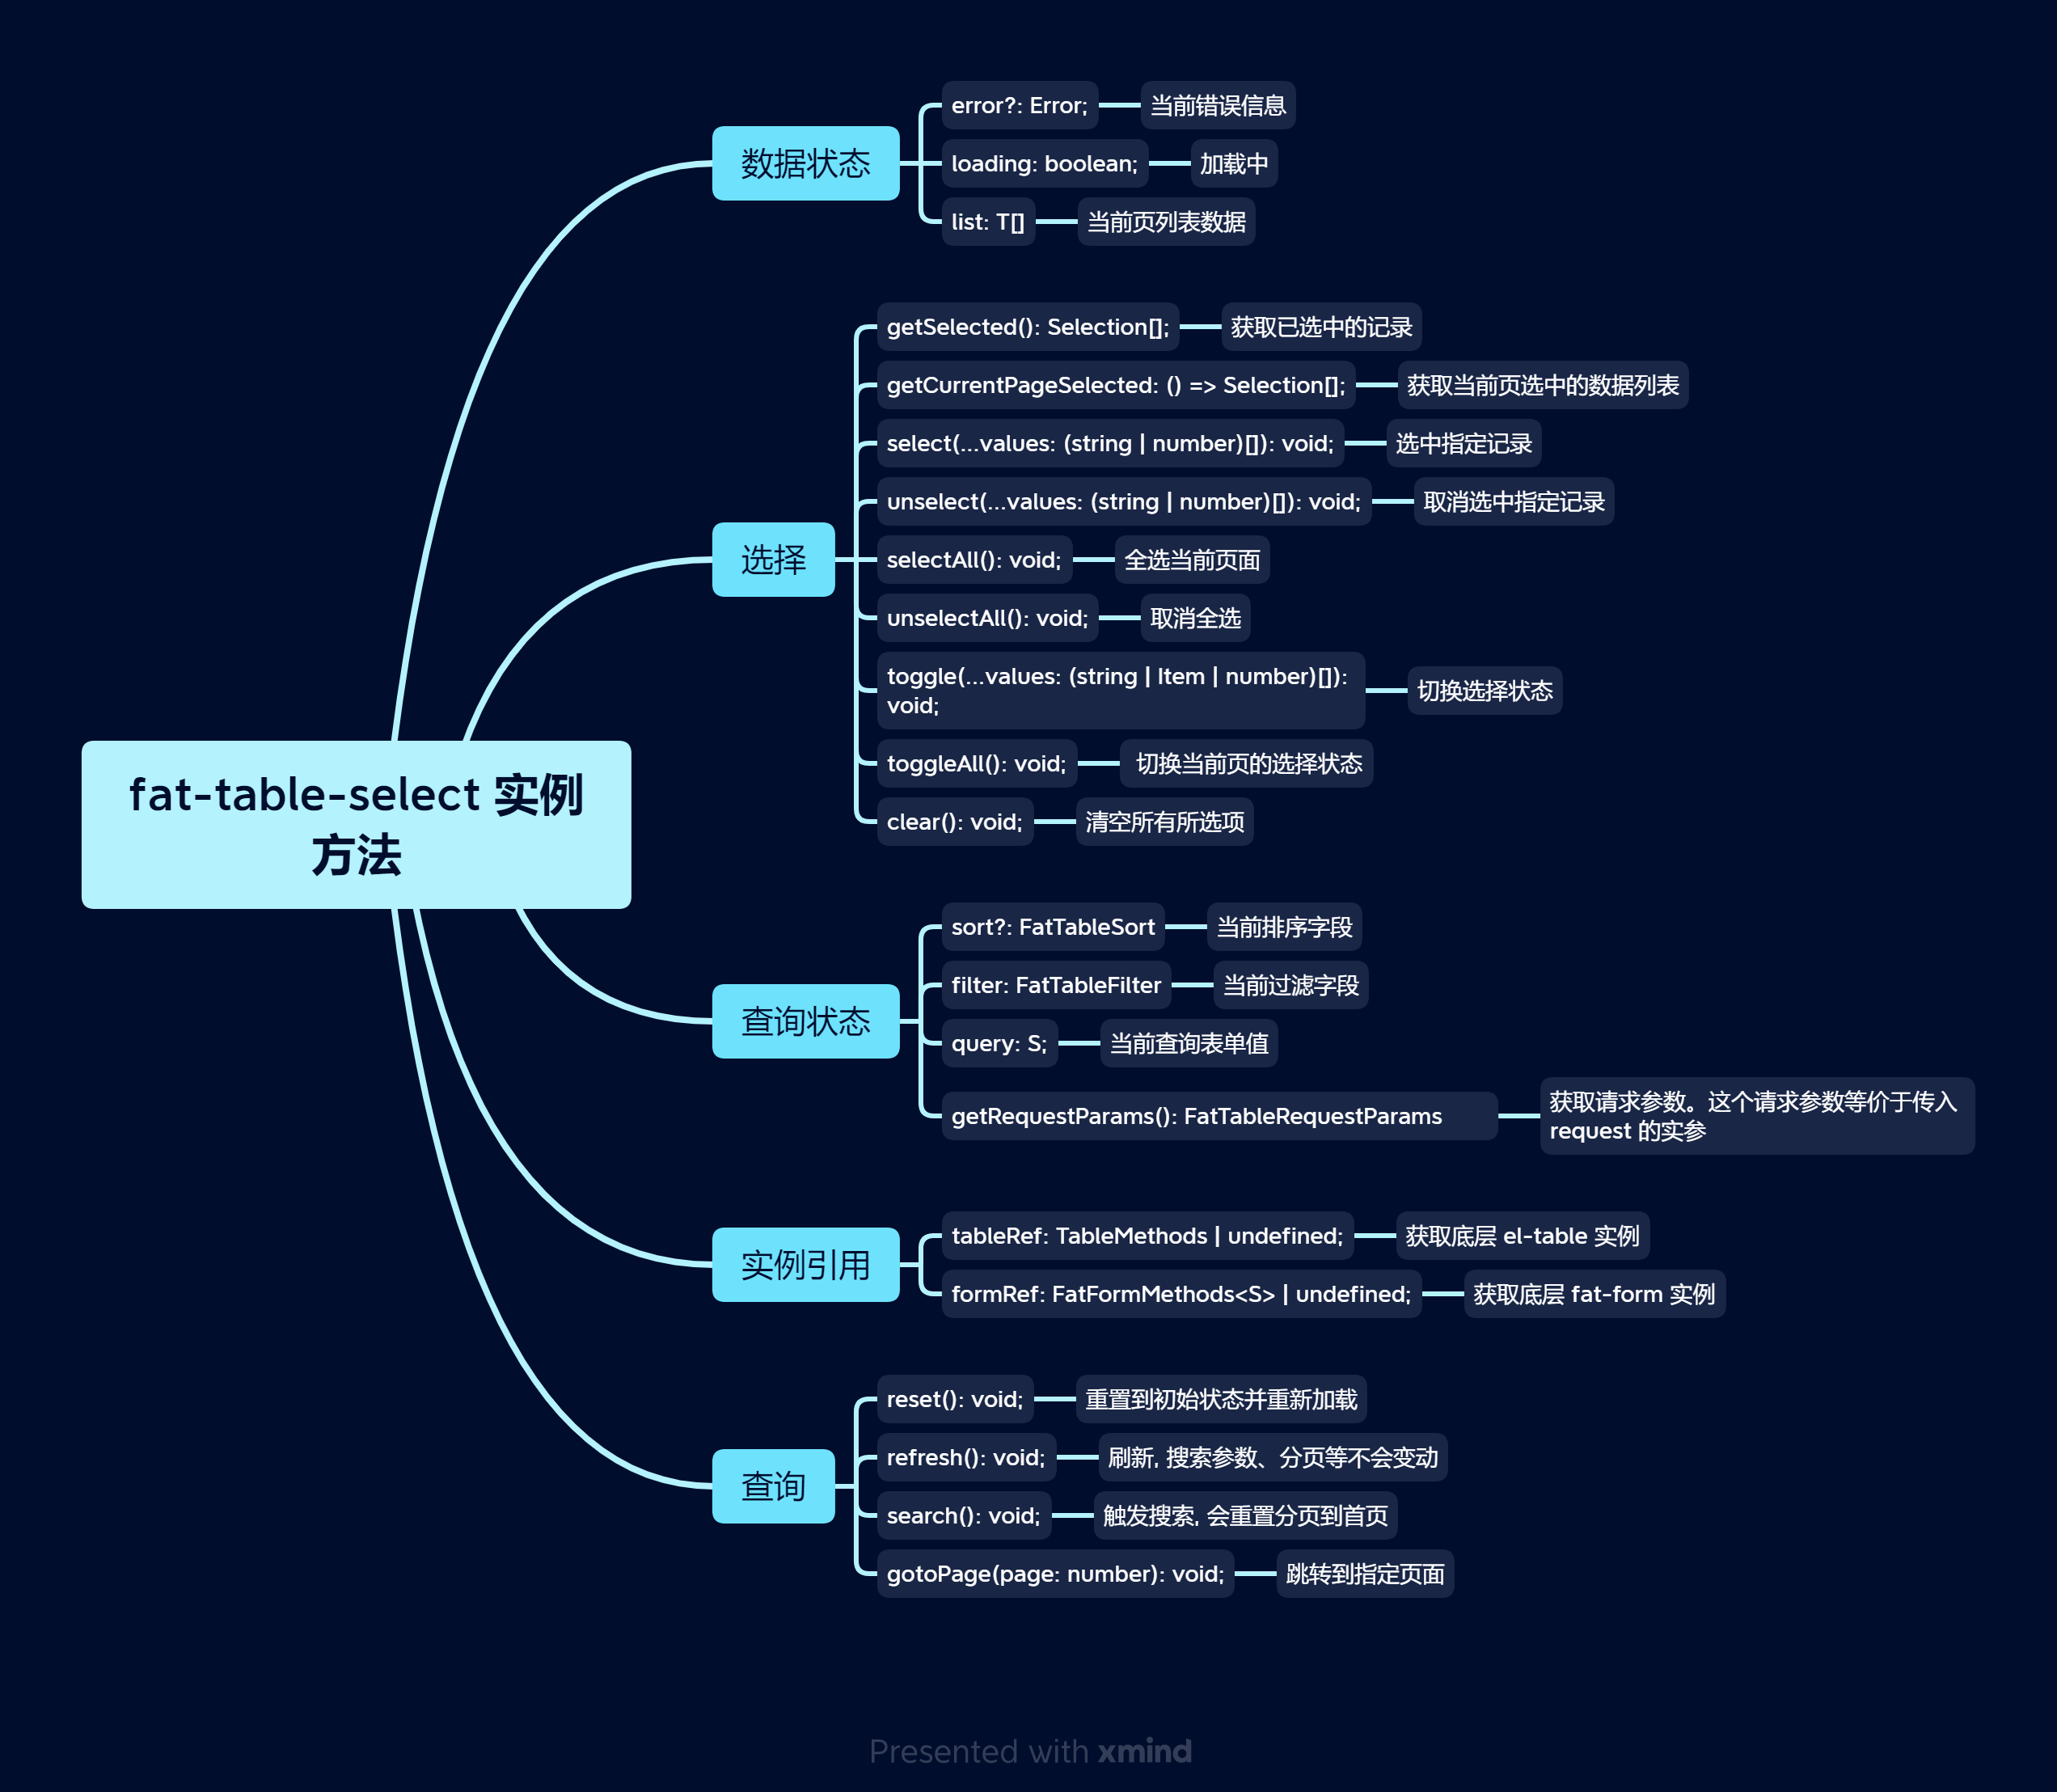 fat-table-select 实例
方法
数据状态
error?: Error;
当前错误信息
loading: boolean;
加载中
list: T[]
当前页列表数据
选择
getSelected(): Selection[];
获取已选中的记录
getCurrentPageSelected: () => Selection[];
获取当前页选中的数据列表
select(...values: (string | number)[]): void;
选中指定记录
unselect(...values: (string | number)[]): void;
取消选中指定记录
selectAll(): void;
全选当前页面
unselectAll(): void;
取消全选
toggle(...values: (string | Item | number)[]):
void;
切换选择状态
toggleAll(): void;
切换当前页的选择状态
clear(): void;
清空所有所选项
查询状态
sort?: FatTableSort
当前排序字段
filter: FatTableFilter
当前过滤字段
query: S;
当前查询表单值
getRequestParams(): FatTableRequestParams
获取请求参数。这个请求参数等价于传入
request 的实参
实例引用
tableRef: TableMethods | undefined;
获取底层 el-table 实例
formRef: FatFormMethods<S> | undefined;
获取底层 fat-form 实例
查询
reset(): void;
重置到初始状态并重新加载
refresh(): void;
刷新, 搜索参数、分页等不会变动
search(): void;
触发搜索, 会重置分页到首页
gotoPage(page: number): void;
跳转到指定页面
Presented with xmind